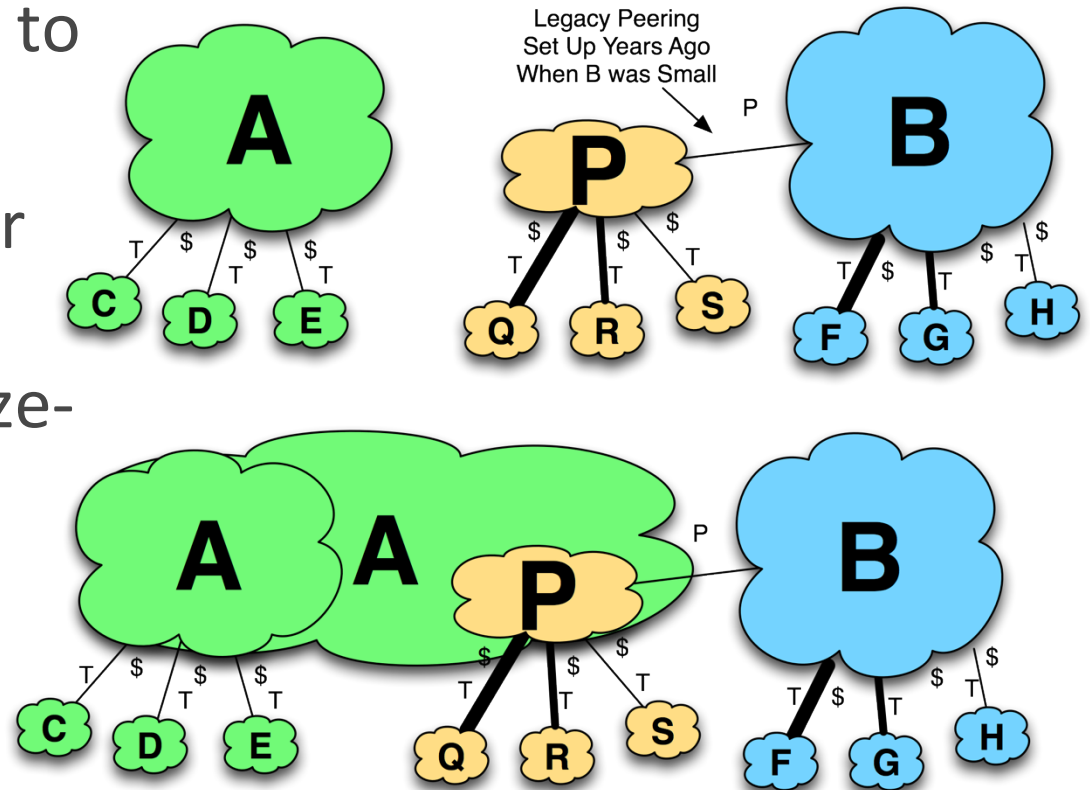 to
r
ze-
Legacy Peering
Set Up Years Ago
When B was Small
P
A
P
B
T $ T $ $ T
$ T $ T $ T
T $ T $ T $
C D E
Q R S
F G H
A A P B
P
T $ T $ $ T
$ T $ T $ T
T $ T $ T $
C D E
Q R S
F G H